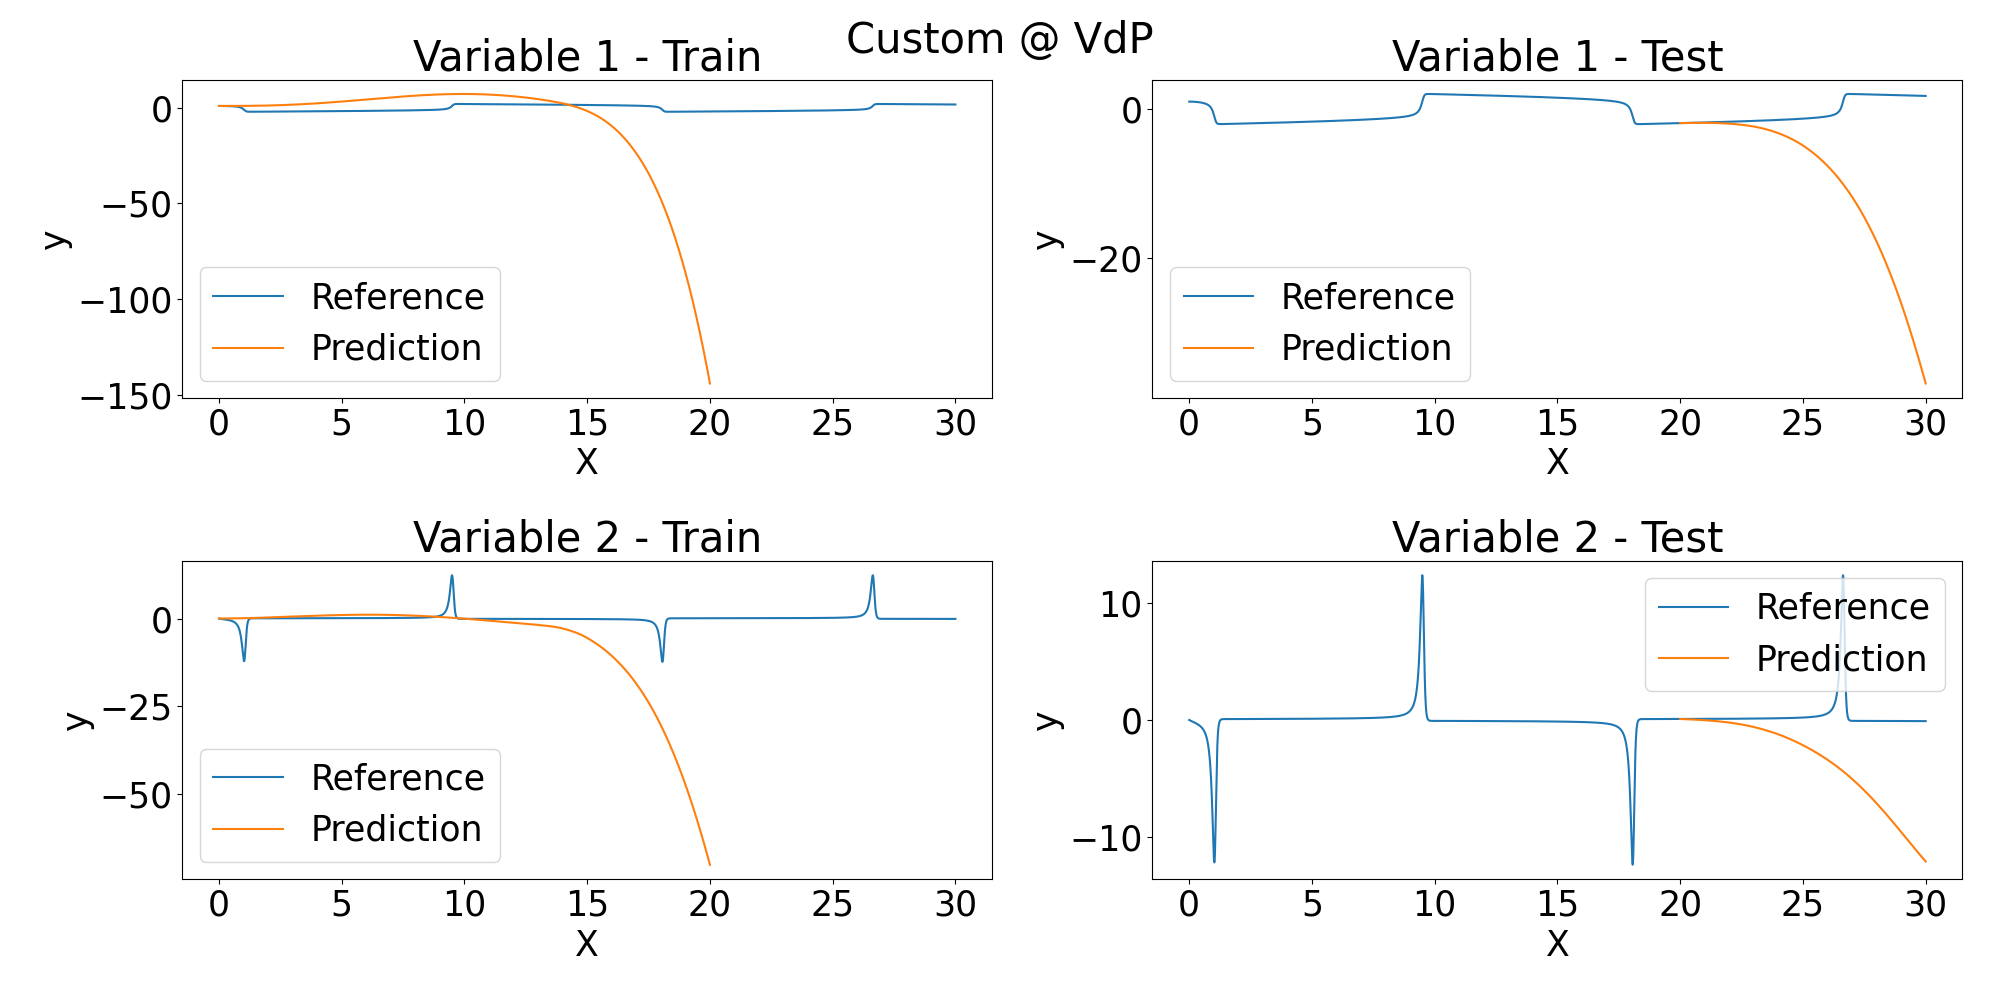 Custom @ VdP
Variable 1 - Train
0
−50
−100
−150
y
Reference
Prediction
0 5 10 15 20 25 30
X
Variable 1 - Test
0
−20
y
Reference
Prediction
0 5 10 15 20 25 30
X
Variable 2 - Train
0
−25
−50
y
Reference
Prediction
0 5 10 15 20 25 30
X
Variable 2 - Test
10
0
−10
y
Reference
Prediction
0 5 10 15 20 25 30
X